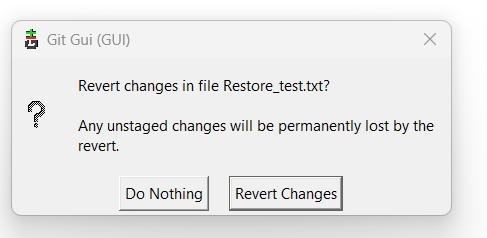 Git Gui (GUI)
Revert changes in file Restore_test.txt?
Any unstaged changes will be permanently lost by the
revert.
Do Nothing
Revert Changes